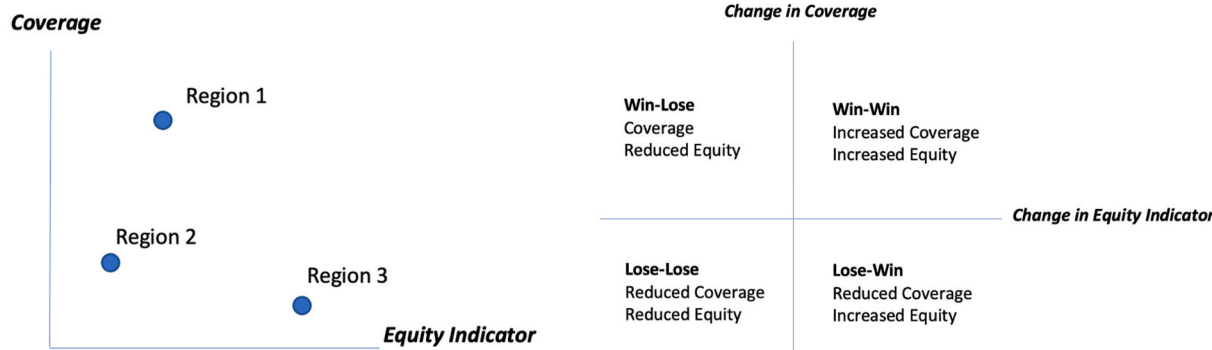 Coverage
Region 1
Region 2
Region 3
Equity Indicator
Change in Coverage
Win-Lose
Coverage
Reduced Equity
Win-Win
Increased Coverage
Increased Equity
Change in Equity Indicator
Lose-Lose
Reduced Coverage
Reduced Equity
Lose-Win
Reduced Coverage
Increased Equity